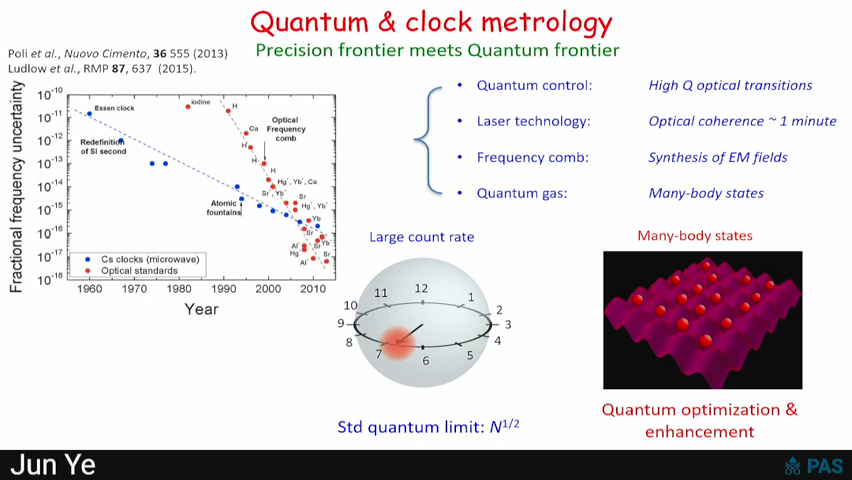 Quantum & clock metrology
Precision frontier meets Quantum frontier
Poli et al., Nuovo Cimento, 36 555 (2013)
Ludlow et al., RMP 87, 637 (2015).
Fractional frequency uncertainty
10⁻¹⁰
10⁻¹¹
10⁻¹²
10⁻¹³
10⁻¹⁴
10⁻¹⁵
10⁻¹⁶
10⁻¹⁷
10⁻¹⁸
Essen clock
iodine
H
Optical
Frequency
comb
Ca
Redefinition
of SI second
H
H
H
Hg⁺, Yb⁺, Ca
Sr⁺, Yb⁺
Sr
Hg⁺, Yb⁺
Atomic
fountains
Yb
Sr
Yb⁺
Al⁺
Sr
Hg
Al⁺
Sr
Cs clocks (microwave)
Optical standards
1960
1970
1980
1990
2000
2010
Year
• Quantum control: High Q optical transitions
• Laser technology: Optical coherence ~ 1 minute
• Frequency comb: Synthesis of EM fields
• Quantum gas: Many-body states
Large count rate
12
1
2
3
4
5
6
7
8
9
10
11
Std quantum limit: N^1/2
Many-body states
Quantum optimization &
enhancement
Jun Ye
PAS